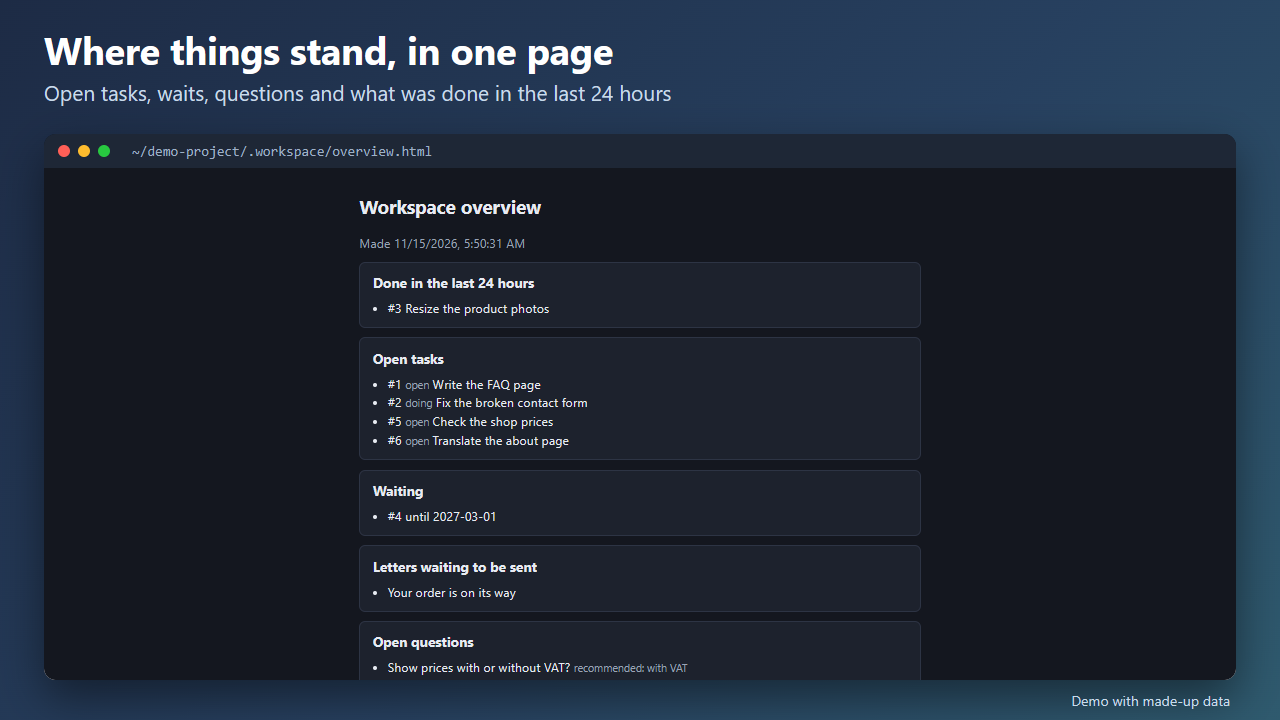 Where things stand, in one page
Open tasks, waits, questions and what was done in the last 24 hours
~/demo-project/.workspace/overview.html
Workspace overview
Made 11/15/2026, 5:50:31 AM
Done in the last 24 hours
• #3 Resize the product photos
Open tasks
• #1 open Write the FAQ page
• #2 doing Fix the broken contact form
• #5 open Check the shop prices
• #6 open Translate the about page
Waiting
• #4 until 2027-03-01
Letters waiting to be sent
• Your order is on its way
Open questions
• Show prices with or without VAT? recommended: with VAT
Demo with made-up data